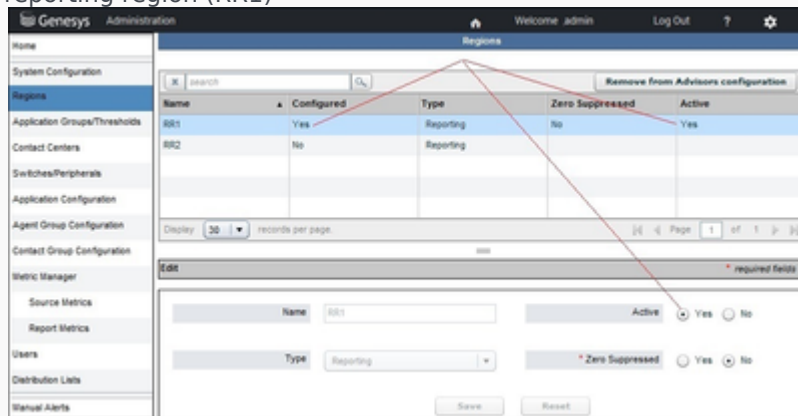 reporting region (RR1)
Genesys Administration Welcome admin Log Out ?
Home Regions
System Configuration
x search Remove from Advisors configuration
Regions
Name Configured Type Zero Suppressed Active
Application Groups/Thresholds RR1 Yes Reporting No Yes
Contact Centers RR2 No Reporting
Switches/Peripherals
Application Configuration
Agent Group Configuration Display 30 records per page. Page 1 of 1
Contact Group Configuration
Metric Manager Edit * required fields
Source Metrics Name RR1 Active Yes No
Report Metrics
Users Type Reporting * Zero Suppressed Yes No
Distribution Lists
Manual Alerts Save Reset